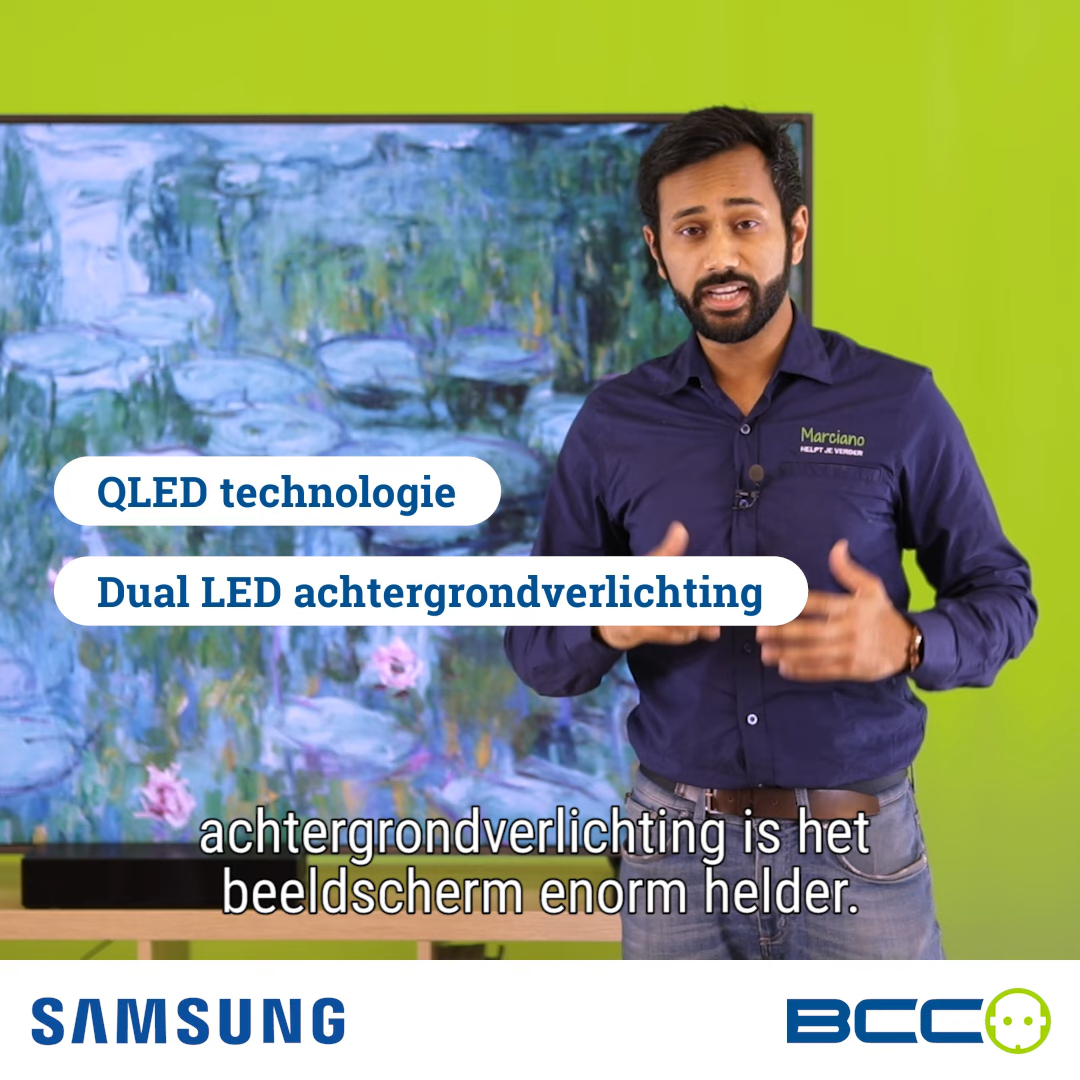 Marciano
HELPT JE VERDER
QLED technologie
Dual LED achtergrondverlichting
achtergrondverlichting is het
beeldscherm enorm helder.
SAMSUNG
BCC